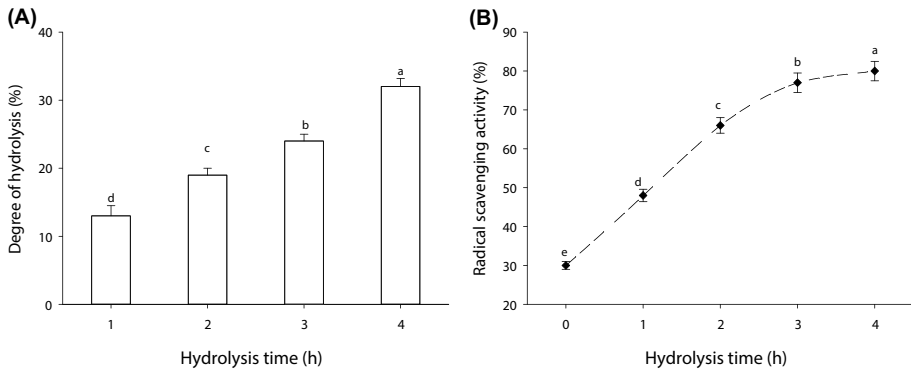 (A)
Degree of hydrolysis (%)
40
30
20
10
0
d
c
b
a
1 2 3 4
Hydrolysis time (h)
(B)
Radical scavenging activity (%)
90
80
70
60
50
40
30
20
e
d
c
b
a
0 1 2 3 4
Hydrolysis time (h)